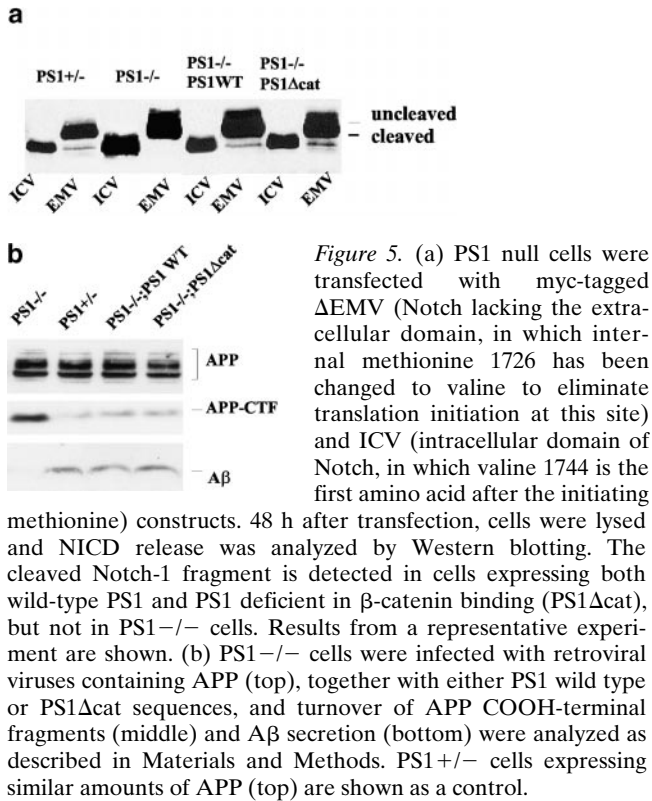 a
PS1+/- PS1-/- PS1-/- PS1-/-
PS1WT PS1Δcat
uncleaved
cleaved
ICV EMV ICV EMV ICV EMV ICV EMV
b
PS1-/- PS1+/- PS1-/-;PS1 WT PS1-/-;PS1Δcat
APP
APP-CTF
Aβ
Figure 5. (a) PS1 null cells were
transfected with myc-tagged
ΔEMV (Notch lacking the extra-
cellular domain, in which inter-
nal methionine 1726 has been
changed to valine to eliminate
translation initiation at this site)
and ICV (intracellular domain of
Notch, in which valine 1744 is the
first amino acid after the initiating
methionine) constructs. 48 h after transfection, cells were lysed
and NICD release was analyzed by Western blotting. The
cleaved Notch-1 fragment is detected in cells expressing both
wild-type PS1 and PS1 deficient in β-catenin binding (PS1Δcat),
but not in PS1−/− cells. Results from a representative experi-
ment are shown. (b) PS1−/− cells were infected with retroviral
viruses containing APP (top), together with either PS1 wild type
or PS1Δcat sequences, and turnover of APP COOH-terminal
fragments (middle) and Aβ secretion (bottom) were analyzed as
described in Materials and Methods. PS1+/− cells expressing
similar amounts of APP (top) are shown as a control.